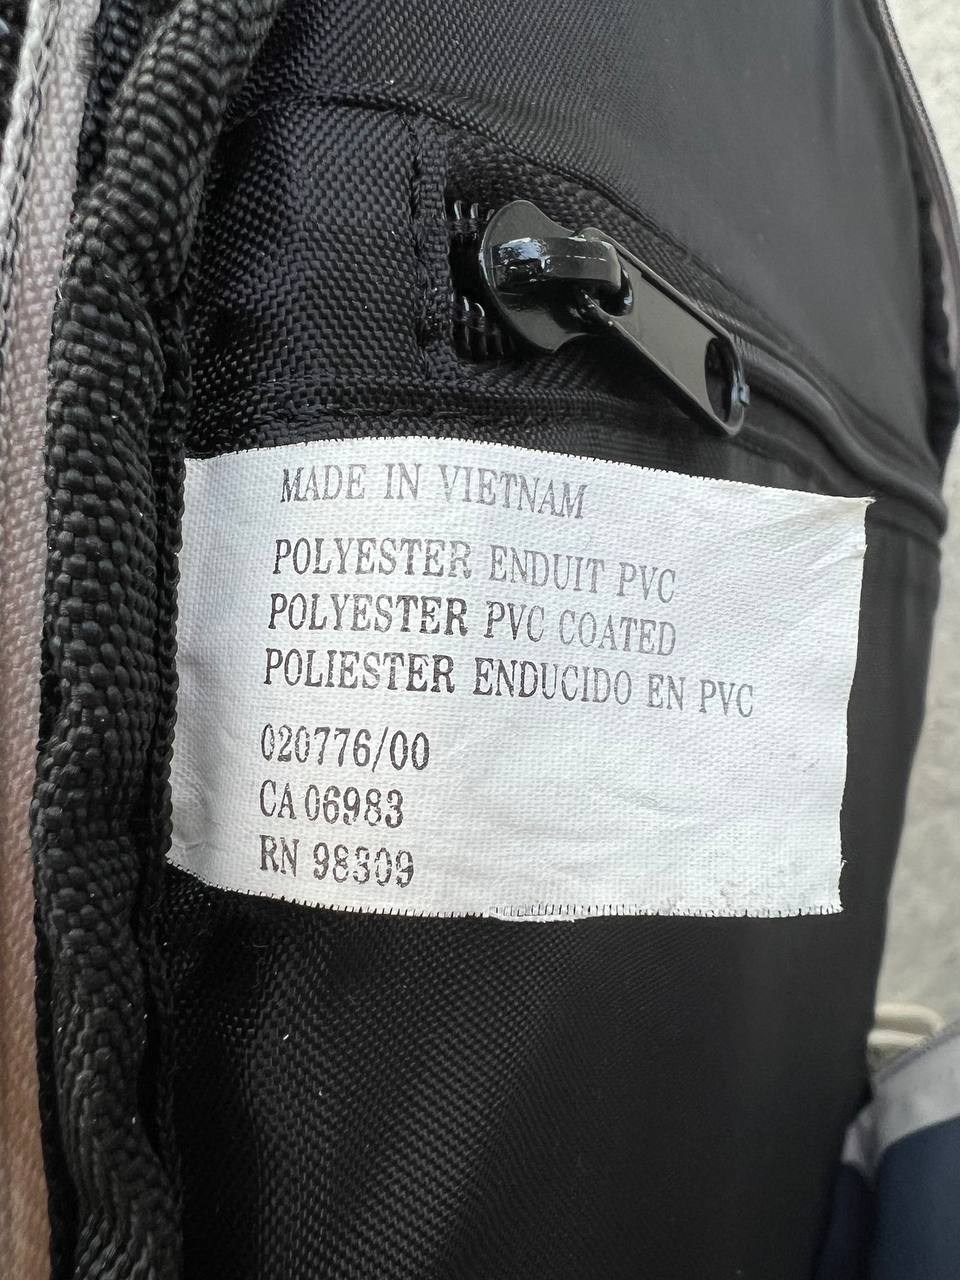 MADE IN VIETNAM
POLYESTER ENDUIT PVC
POLYESTER PVC COATED
POLIESTER ENDUCIDO EN PVC
020776/00
CA 06983
RN 98309